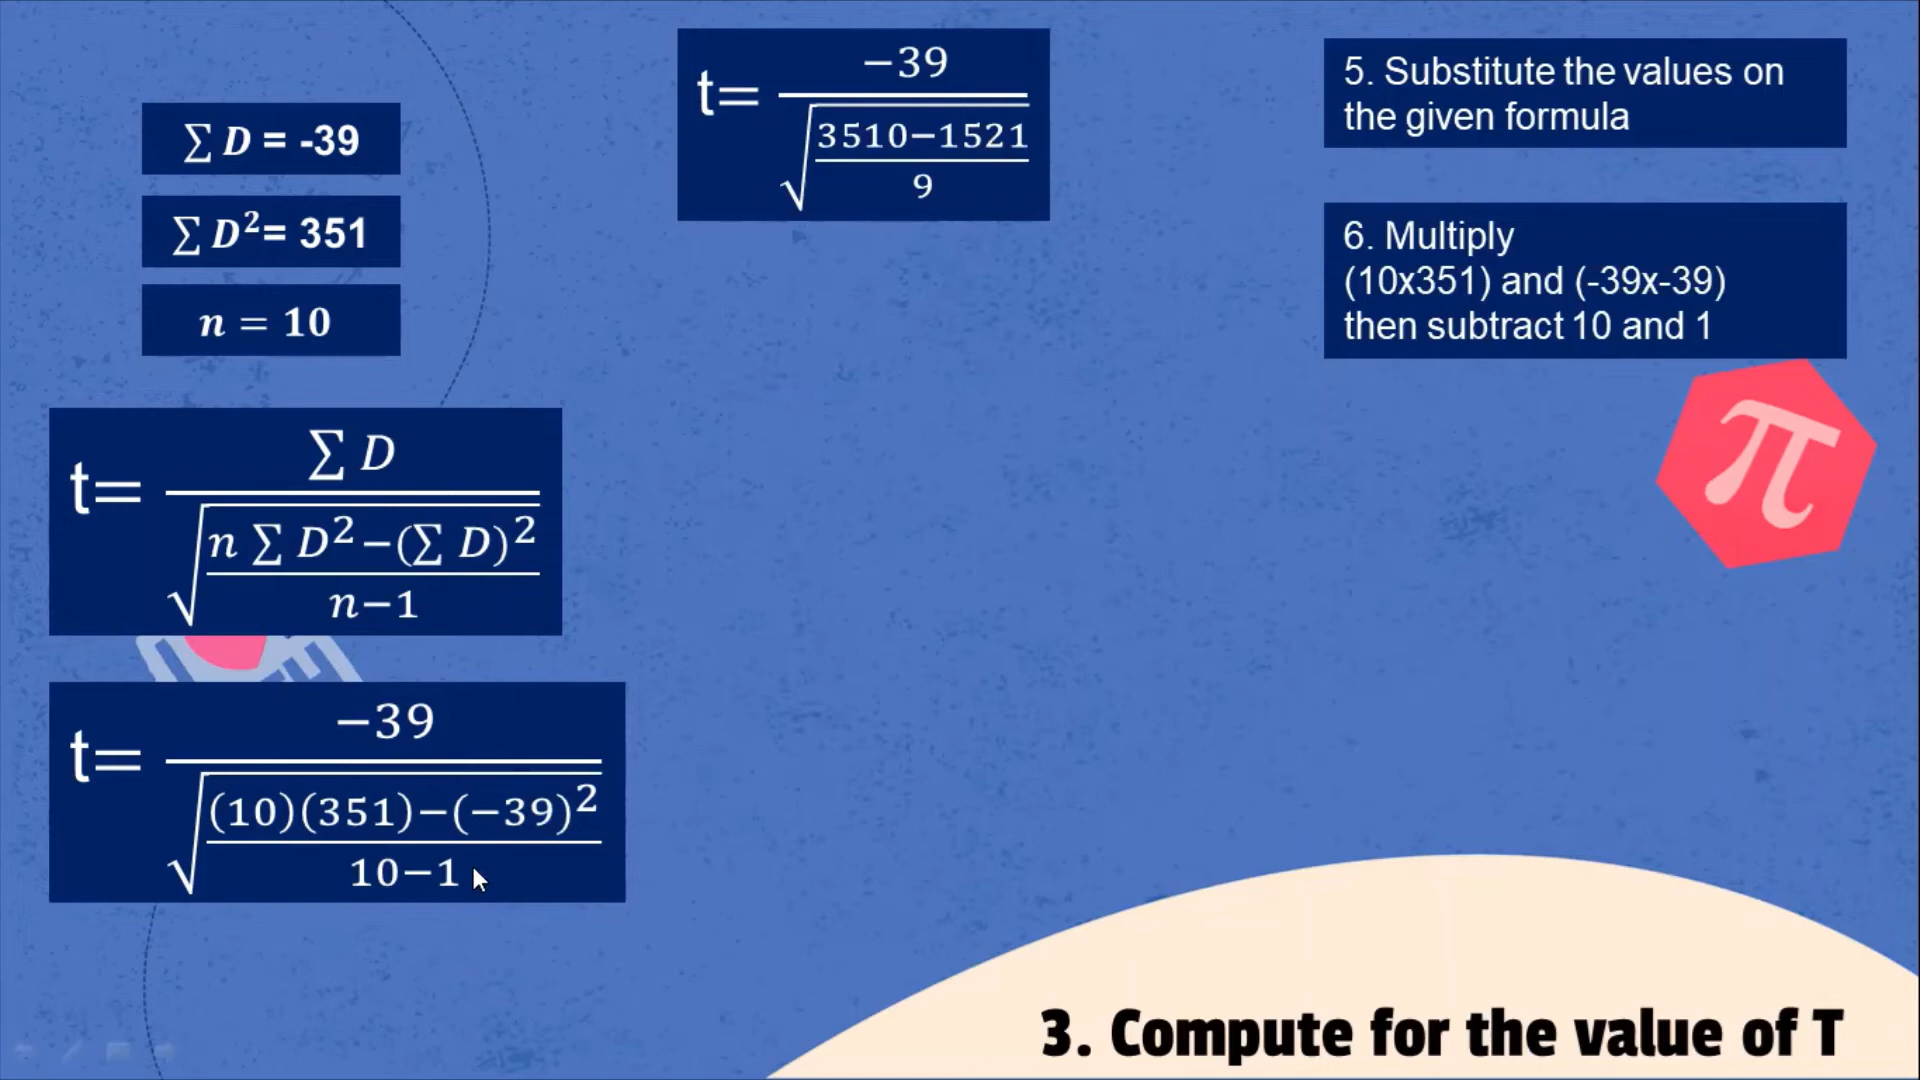 ∑ D = -39
∑ D²= 351
n = 10
t= ∑ D / √((n ∑ D²−(∑ D)²) / (n−1))
t= −39 / √(((10)(351)−(−39)²) / (10−1))
t= −39 / √((3510−1521) / 9)
5. Substitute the values on
the given formula
6. Multiply
(10x351) and (-39x-39)
then subtract 10 and 1
π
3. Compute for the value of T